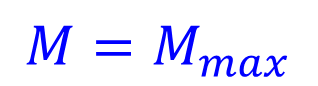 M = M_max